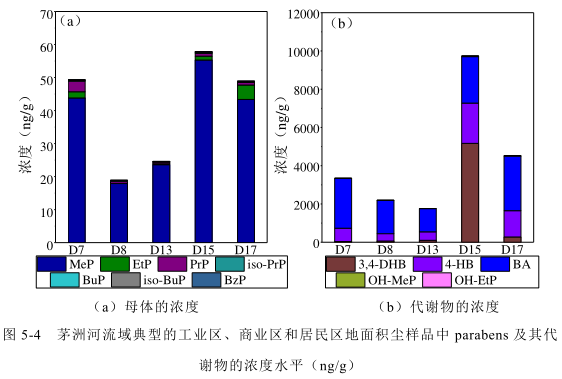 (a)
70
60
50
40
30
20
10
0
浓度（ng/g）
D7 D8 D13 D15 D17
MeP EtP PrP iso-PrP
BuP iso-BuP BzP
（a）母体的浓度
(b)
12000
10000
8000
6000
4000
2000
0
浓度（ng/g）
D7 D8 D13 D15 D17
3,4-DHB 4-HB BA
OH-MeP OH-EtP
（b）代谢物的浓度
图 5-4 茅洲河流域典型的工业区、商业区和居民区地面积尘样品中 parabens 及其代
谢物的浓度水平（ng/g）